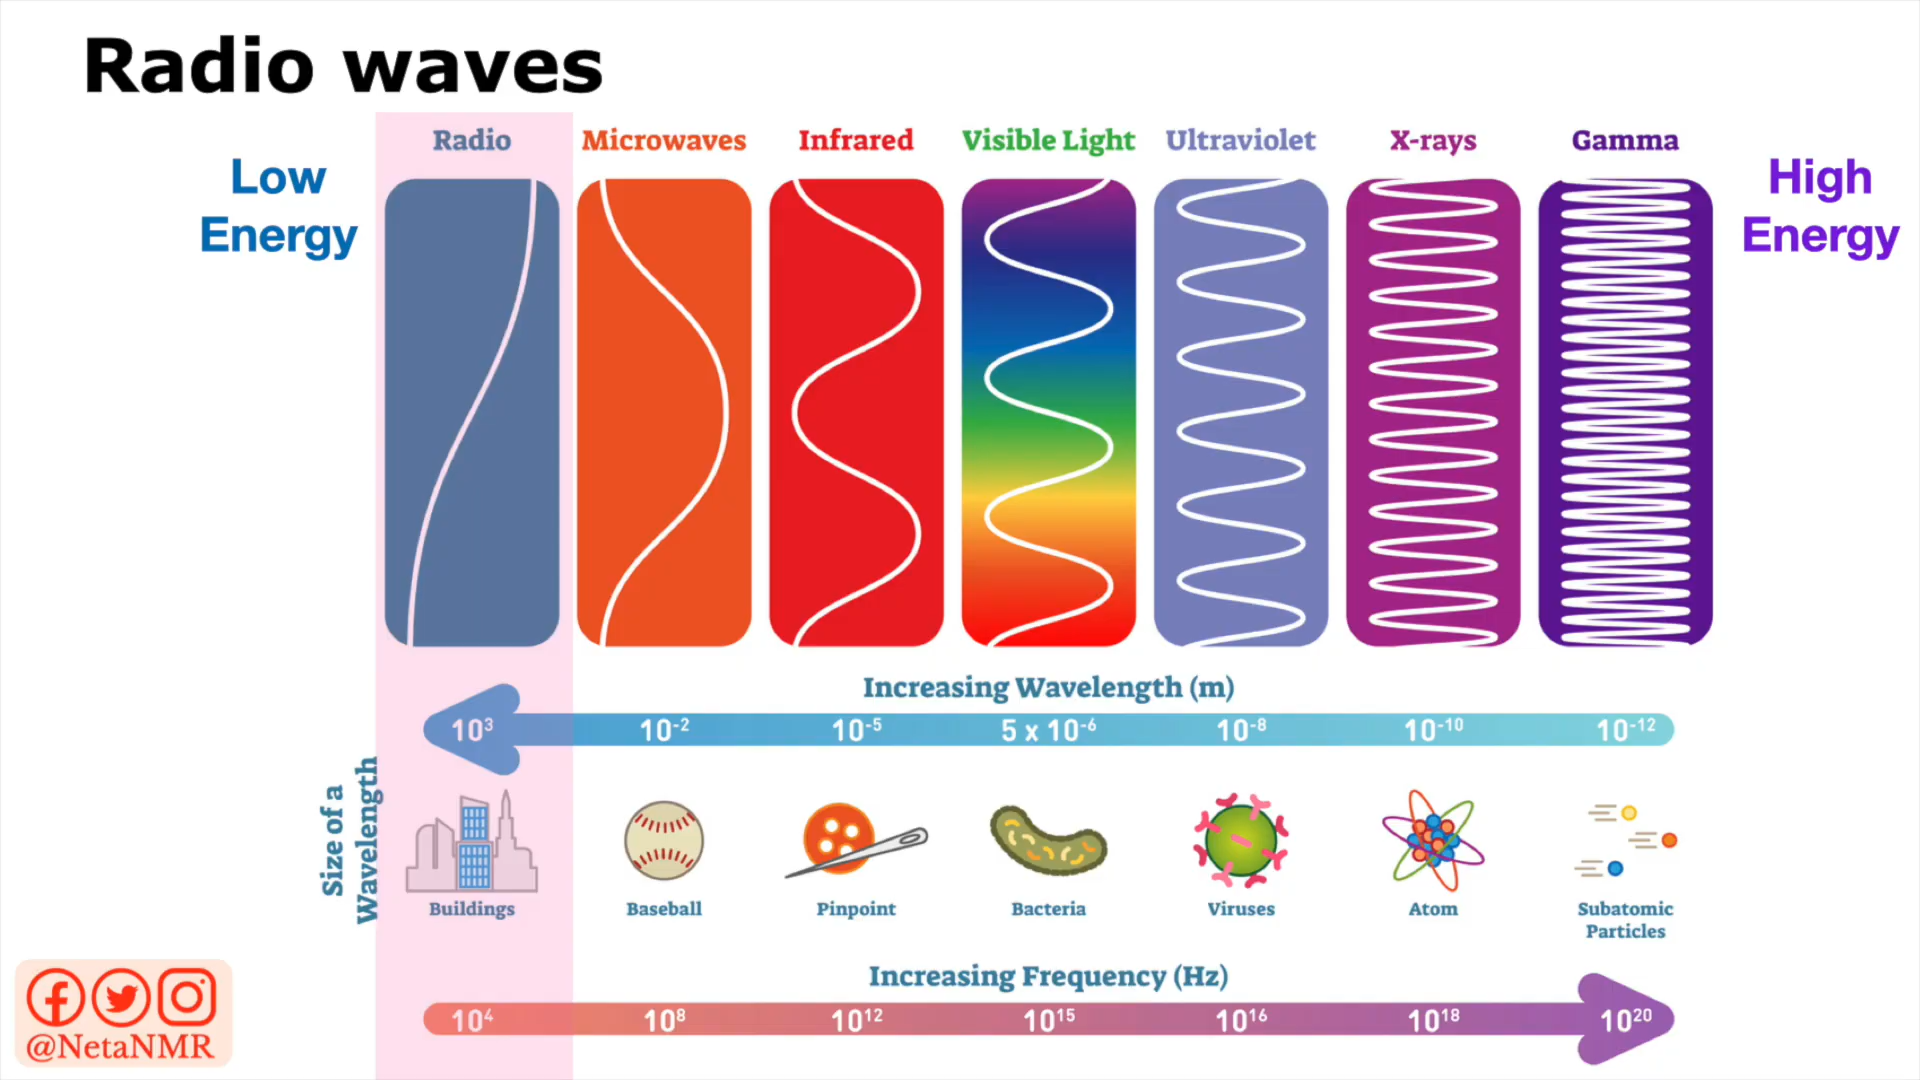 Radio waves
Low
Energy
Radio
Microwaves
Infrared
Visible Light
Ultraviolet
X-rays
Gamma
High
Energy
Increasing Wavelength (m)
10³
10⁻²
10⁻⁵
5 x 10⁻⁶
10⁻⁸
10⁻¹⁰
10⁻¹²
Size of a
Wavelength
Buildings
Baseball
Pinpoint
Bacteria
Viruses
Atom
Subatomic
Particles
Increasing Frequency (Hz)
10⁴
10⁸
10¹²
10¹⁵
10¹⁶
10¹⁸
10²⁰
@NetaNMR